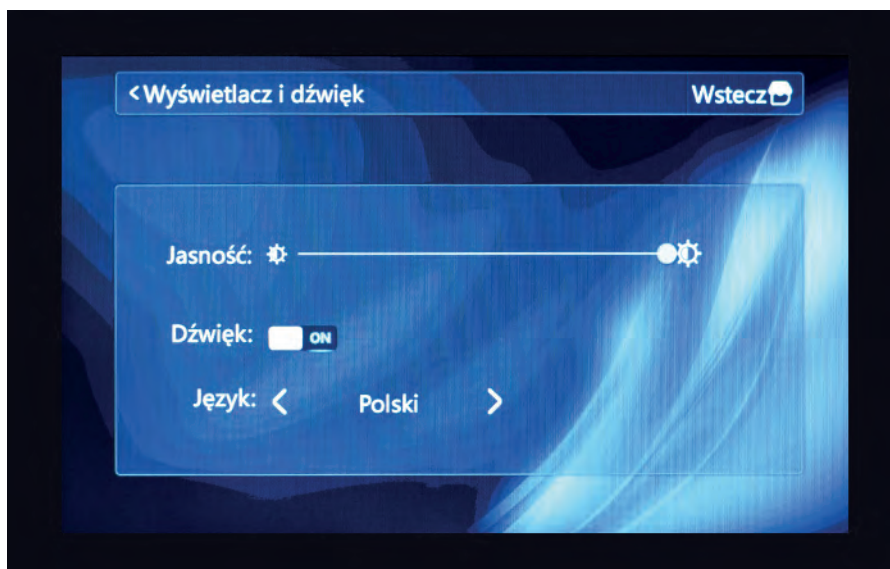 <Wyświetlacz i dźwięk Wstecz
Jasność:
Dźwięk: ON
Język: < Polski >